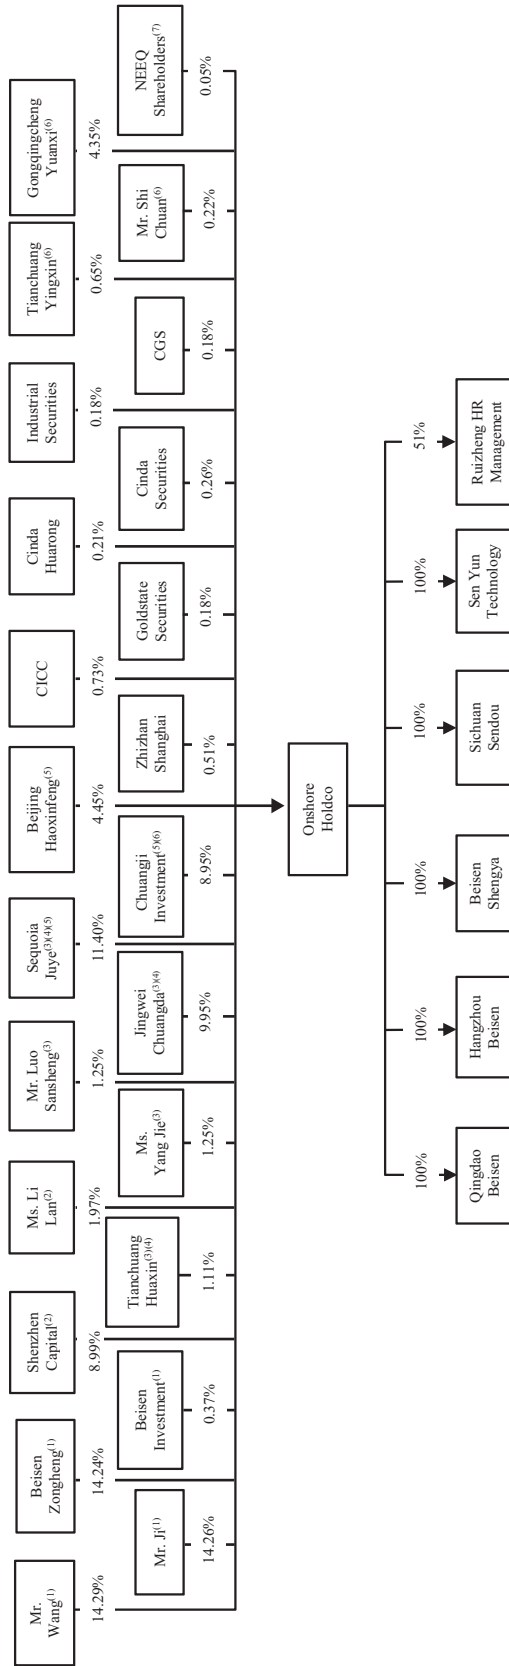 Mr.
Wang(1)
Beisen
Zongheng(1)
Shenzhen
Capital(2)
Ms. Li
Lan(2)
Mr. Luo
Sansheng(3)
Sequoia
Juye(3)(4)(5)
Beijing
Haoxinfeng(5)
CICC
Cinda
Huarong
Industrial
Securities
Tianchuang
Yingxin(6)
Gongqingcheng
Yuanxi(6)
14.29%
14.24%
8.99%
1.97%
1.25%
11.40%
4.45%
0.73%
0.21%
0.18%
0.65%
4.35%
Mr. Ji(1)
Beisen
Investment(1)
Tianchuang
Huaxin(3)(4)
Ms.
Yang Jie(3)
Jingwei
Chuangda(3)(4)
Chuangji
Investment(5)(6)
Zhizhan
Shanghai
Goldstate
Securities
Cinda
Securities
CGS
Mr. Shi
Chuan(6)
NEEQ
Shareholders(7)
14.26%
0.37%
1.11%
1.25%
9.95%
8.95%
0.51%
0.18%
0.26%
0.18%
0.22%
0.05%
Onshore
Holdco
100%
100%
100%
100%
100%
51%
Qingdao
Beisen
Hangzhou
Beisen
Beisen
Shengya
Sichuan
Sendou
Sen Yun
Technology
Ruizheng HR
Management